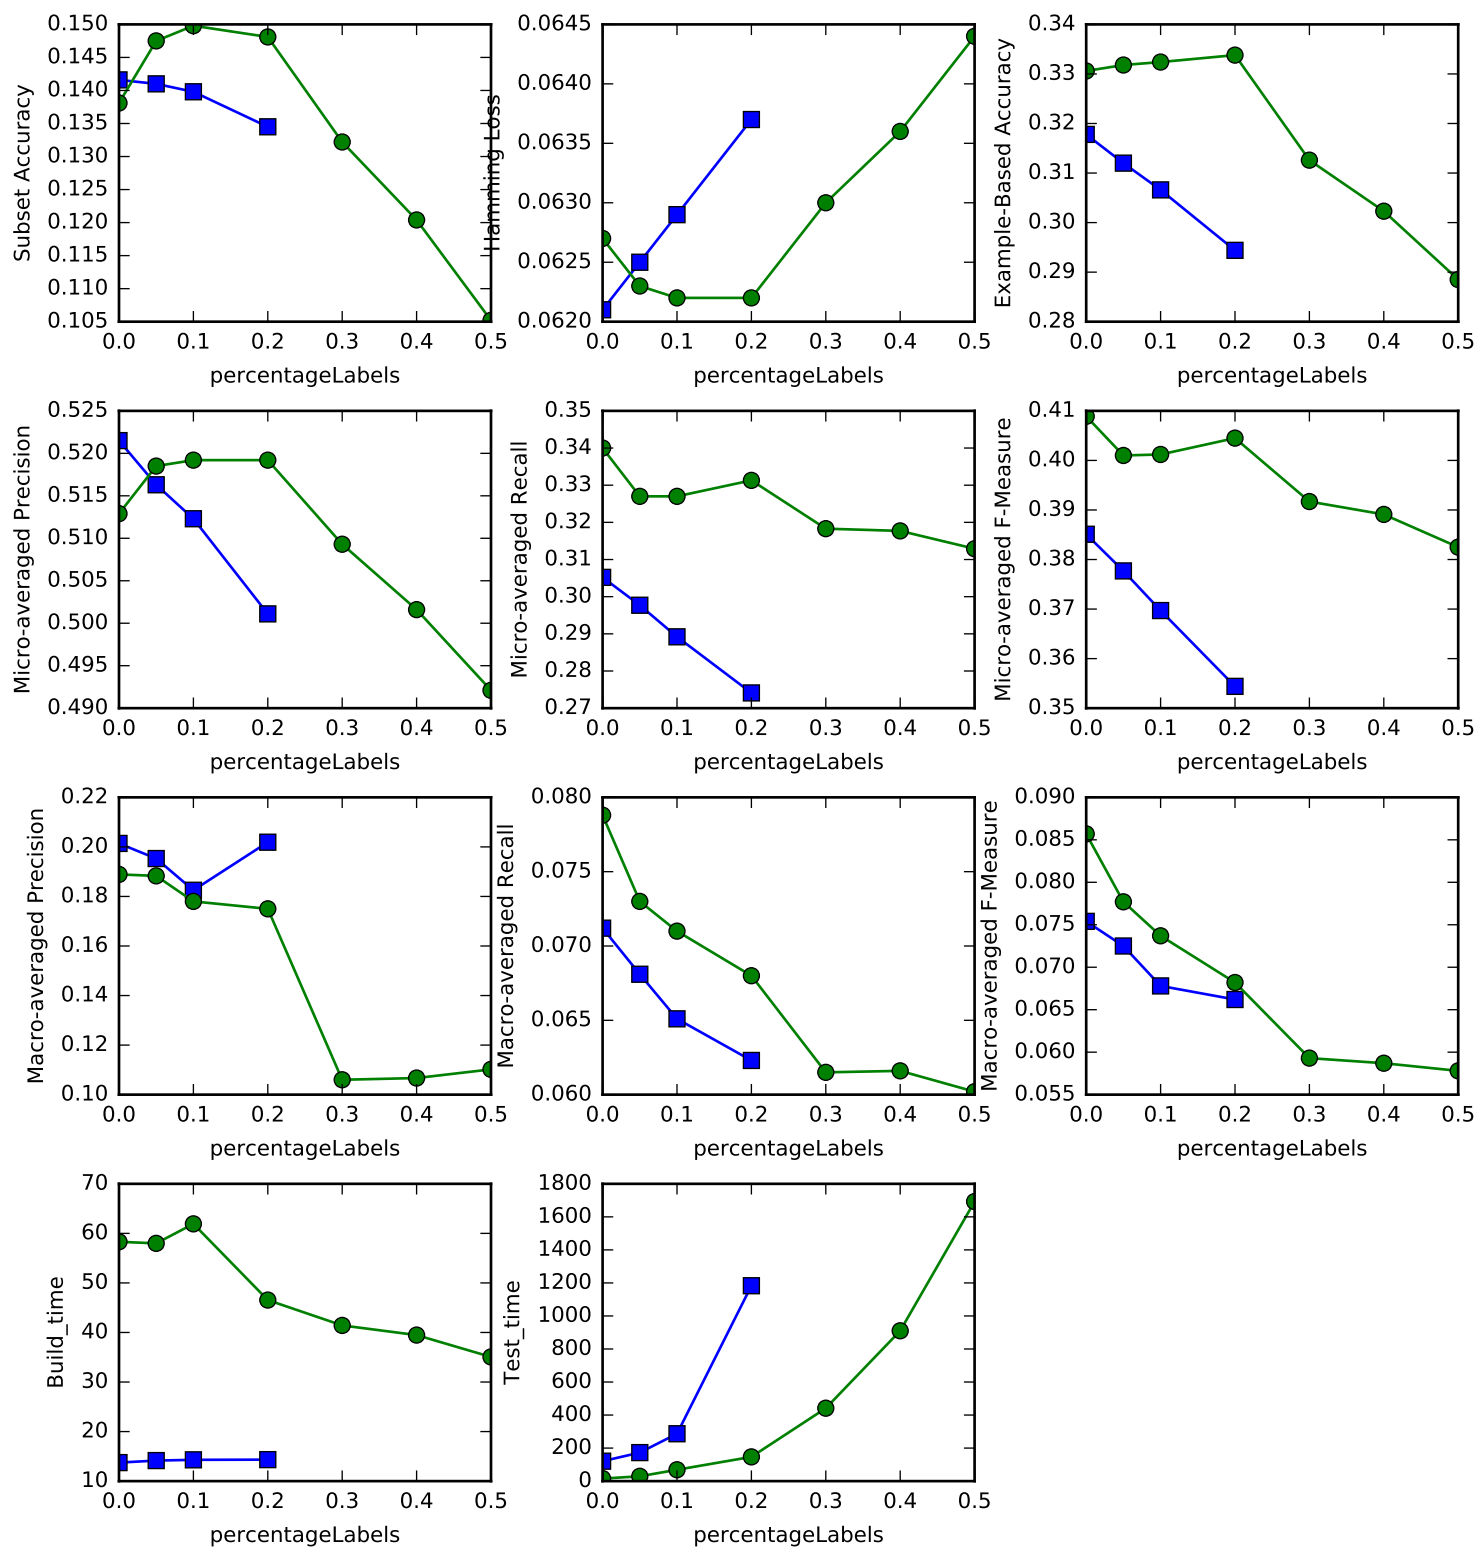 Subset Accuracy
0.150
0.145
0.140
0.135
0.130
0.125
0.120
0.115
0.110
0.105
0.0 0.1 0.2 0.3 0.4 0.5
percentageLabels
Hamming Loss
0.0645
0.0640
0.0635
0.0630
0.0625
0.0620
0.0 0.1 0.2 0.3 0.4 0.5
percentageLabels
Example-Based Accuracy
0.34
0.33
0.32
0.31
0.30
0.29
0.28
0.0 0.1 0.2 0.3 0.4 0.5
percentageLabels
Micro-averaged Precision
0.525
0.520
0.515
0.510
0.505
0.500
0.495
0.490
0.0 0.1 0.2 0.3 0.4 0.5
percentageLabels
Micro-averaged Recall
0.35
0.34
0.33
0.32
0.31
0.30
0.29
0.28
0.27
0.0 0.1 0.2 0.3 0.4 0.5
percentageLabels
Micro-averaged F-Measure
0.41
0.40
0.39
0.38
0.37
0.36
0.35
0.0 0.1 0.2 0.3 0.4 0.5
percentageLabels
Macro-averaged Precision
0.22
0.20
0.18
0.16
0.14
0.12
0.10
0.0 0.1 0.2 0.3 0.4 0.5
percentageLabels
Macro-averaged Recall
0.080
0.075
0.070
0.065
0.060
0.0 0.1 0.2 0.3 0.4 0.5
percentageLabels
Macro-averaged F-Measure
0.090
0.085
0.080
0.075
0.070
0.065
0.060
0.055
0.0 0.1 0.2 0.3 0.4 0.5
percentageLabels
Build_time
70
60
50
40
30
20
10
0.0 0.1 0.2 0.3 0.4 0.5
percentageLabels
Test_time
1800
1600
1400
1200
1000
800
600
400
200
0
0.0 0.1 0.2 0.3 0.4 0.5
percentageLabels